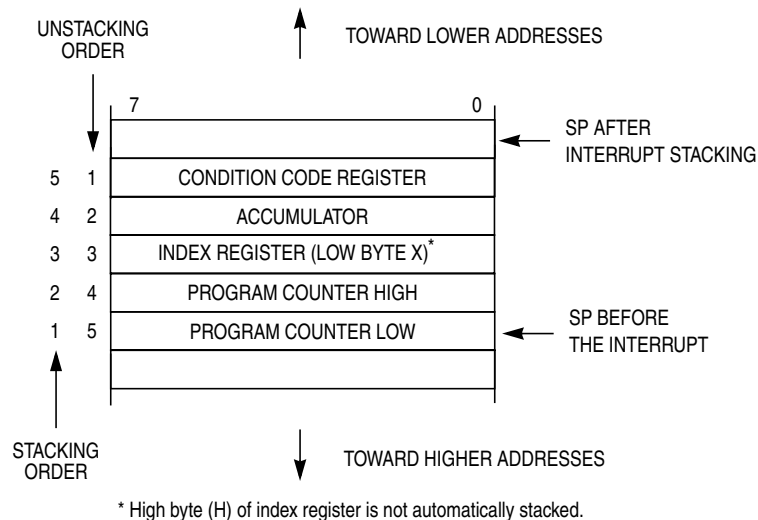 UNSTACKING
ORDER
TOWARD LOWER ADDRESSES
7 0
SP AFTER
INTERRUPT STACKING
5 1 CONDITION CODE REGISTER
4 2 ACCUMULATOR
3 3 INDEX REGISTER (LOW BYTE X)*
2 4 PROGRAM COUNTER HIGH
1 5 PROGRAM COUNTER LOW
SP BEFORE
THE INTERRUPT
STACKING
ORDER
TOWARD HIGHER ADDRESSES
* High byte (H) of index register is not automatically stacked.